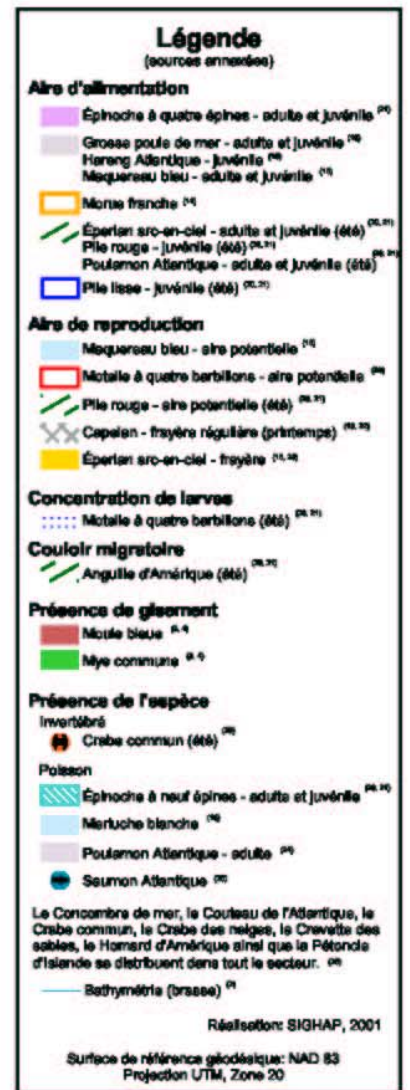 Légende
(sources annexées)
Aire d'alimentation
Épinoche à quatre épines - adulte et juvénile
Grosse poule de mer - adulte et juvénile
Hareng Atlantique - juvénile
Maquereau bleu - adulte et juvénile
Morue franche
Éperlan arc-en-ciel - adulte et juvénile (été)
Plie rouge - juvénile (été)
Poulamon Atlantique - adulte et juvénile (été)
Plie lisse - juvénile (été)
Aire de reproduction
Maquereau bleu - aire potentielle
Motelle à quatre barbillons - aire potentielle
Plie rouge - aire potentielle (été)
Capelan - frayère régulière (printemps)
Éperlan arc-en-ciel - frayère
Concentration de larves
Motelle à quatre barbillons (été)
Couloir migratoire
Anguille d'Amérique (été)
Présence de gisement
Moule bleue
Mye commune
Présence de l'espèce
Invertébré
Crabe commun (été)
Poisson
Épinoche à neuf épines - adulte et juvénile
Merluche blanche
Poulamon Atlantique - adulte
Saumon Atlantique
Le Concombre de mer, le Couteau de l'Atlantique, le
Crabe commun, le Crabe des neiges, la Crevette des
sables, le Homard d'Amérique ainsi que la Pétoncle
d'Islande se distribuent dans tout le secteur.
Bathymétrie (brasse)
Réalisation: SIGHAP, 2001
Surface de référence géodésique: NAD 83
Projection UTM, Zone 20